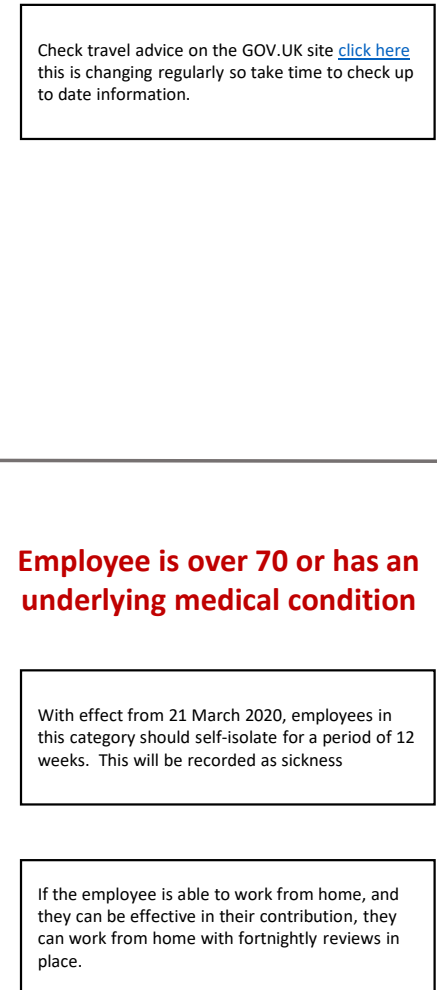 Check travel advice on the GOV.UK site click here
this is changing regularly so take time to check up
to date information.
Employee is over 70 or has an
underlying medical condition
With effect from 21 March 2020, employees in
this category should self-isolate for a period of 12
weeks.  This will be recorded as sickness
If the employee is able to work from home, and
they can be effective in their contribution, they
can work from home with fortnightly reviews in
place.